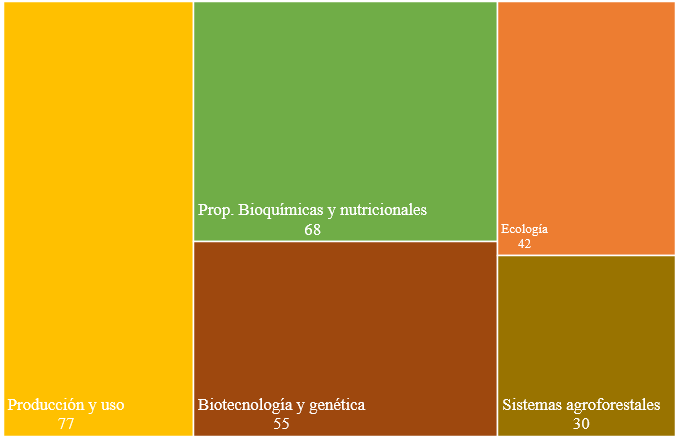 Producción y uso
77
Prop. Bioquímicas y nutricionales
68
Biotecnología y genética
55
Ecología
42
Sistemas agroforestales
30